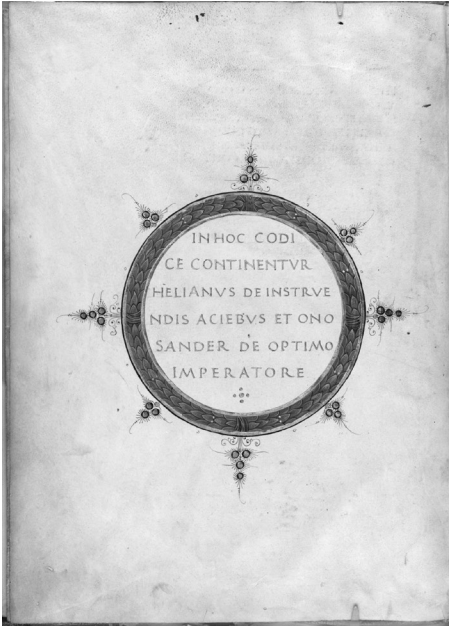 IN HOC CODI
CE CONTINENTVR
HELIANVS DE INSTRVE
NDIS ACIEBVS ET ONO
SANDER DE OPTIMO
IMPERATORE